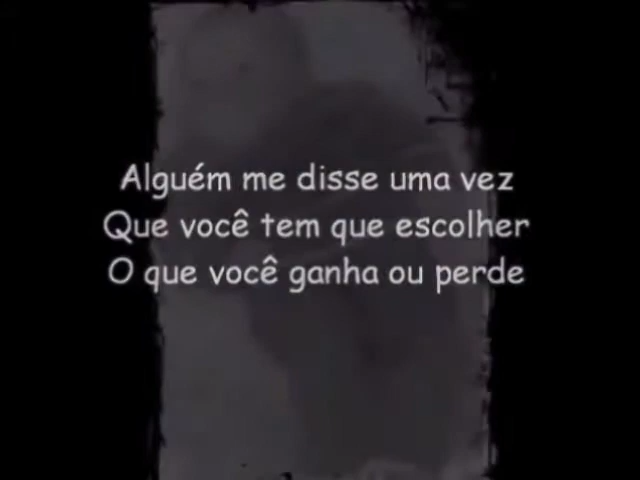 Alguém me disse uma vez
Que você tem que escolher
O que você ganha ou perde